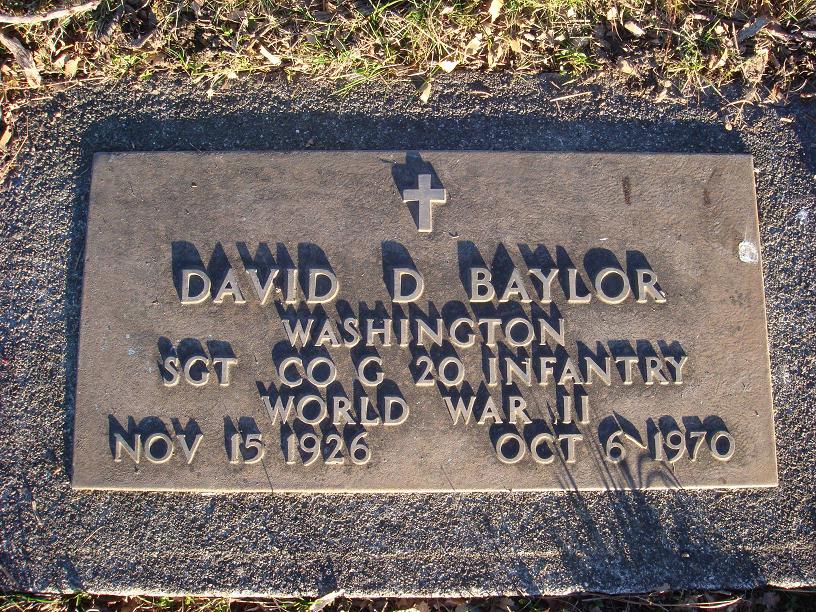 DAVID D BAYLOR
WASHINGTON
SGT CO G 20 INFANTRY
WORLD WAR II
NOV 15 1926 OCT 6 1970